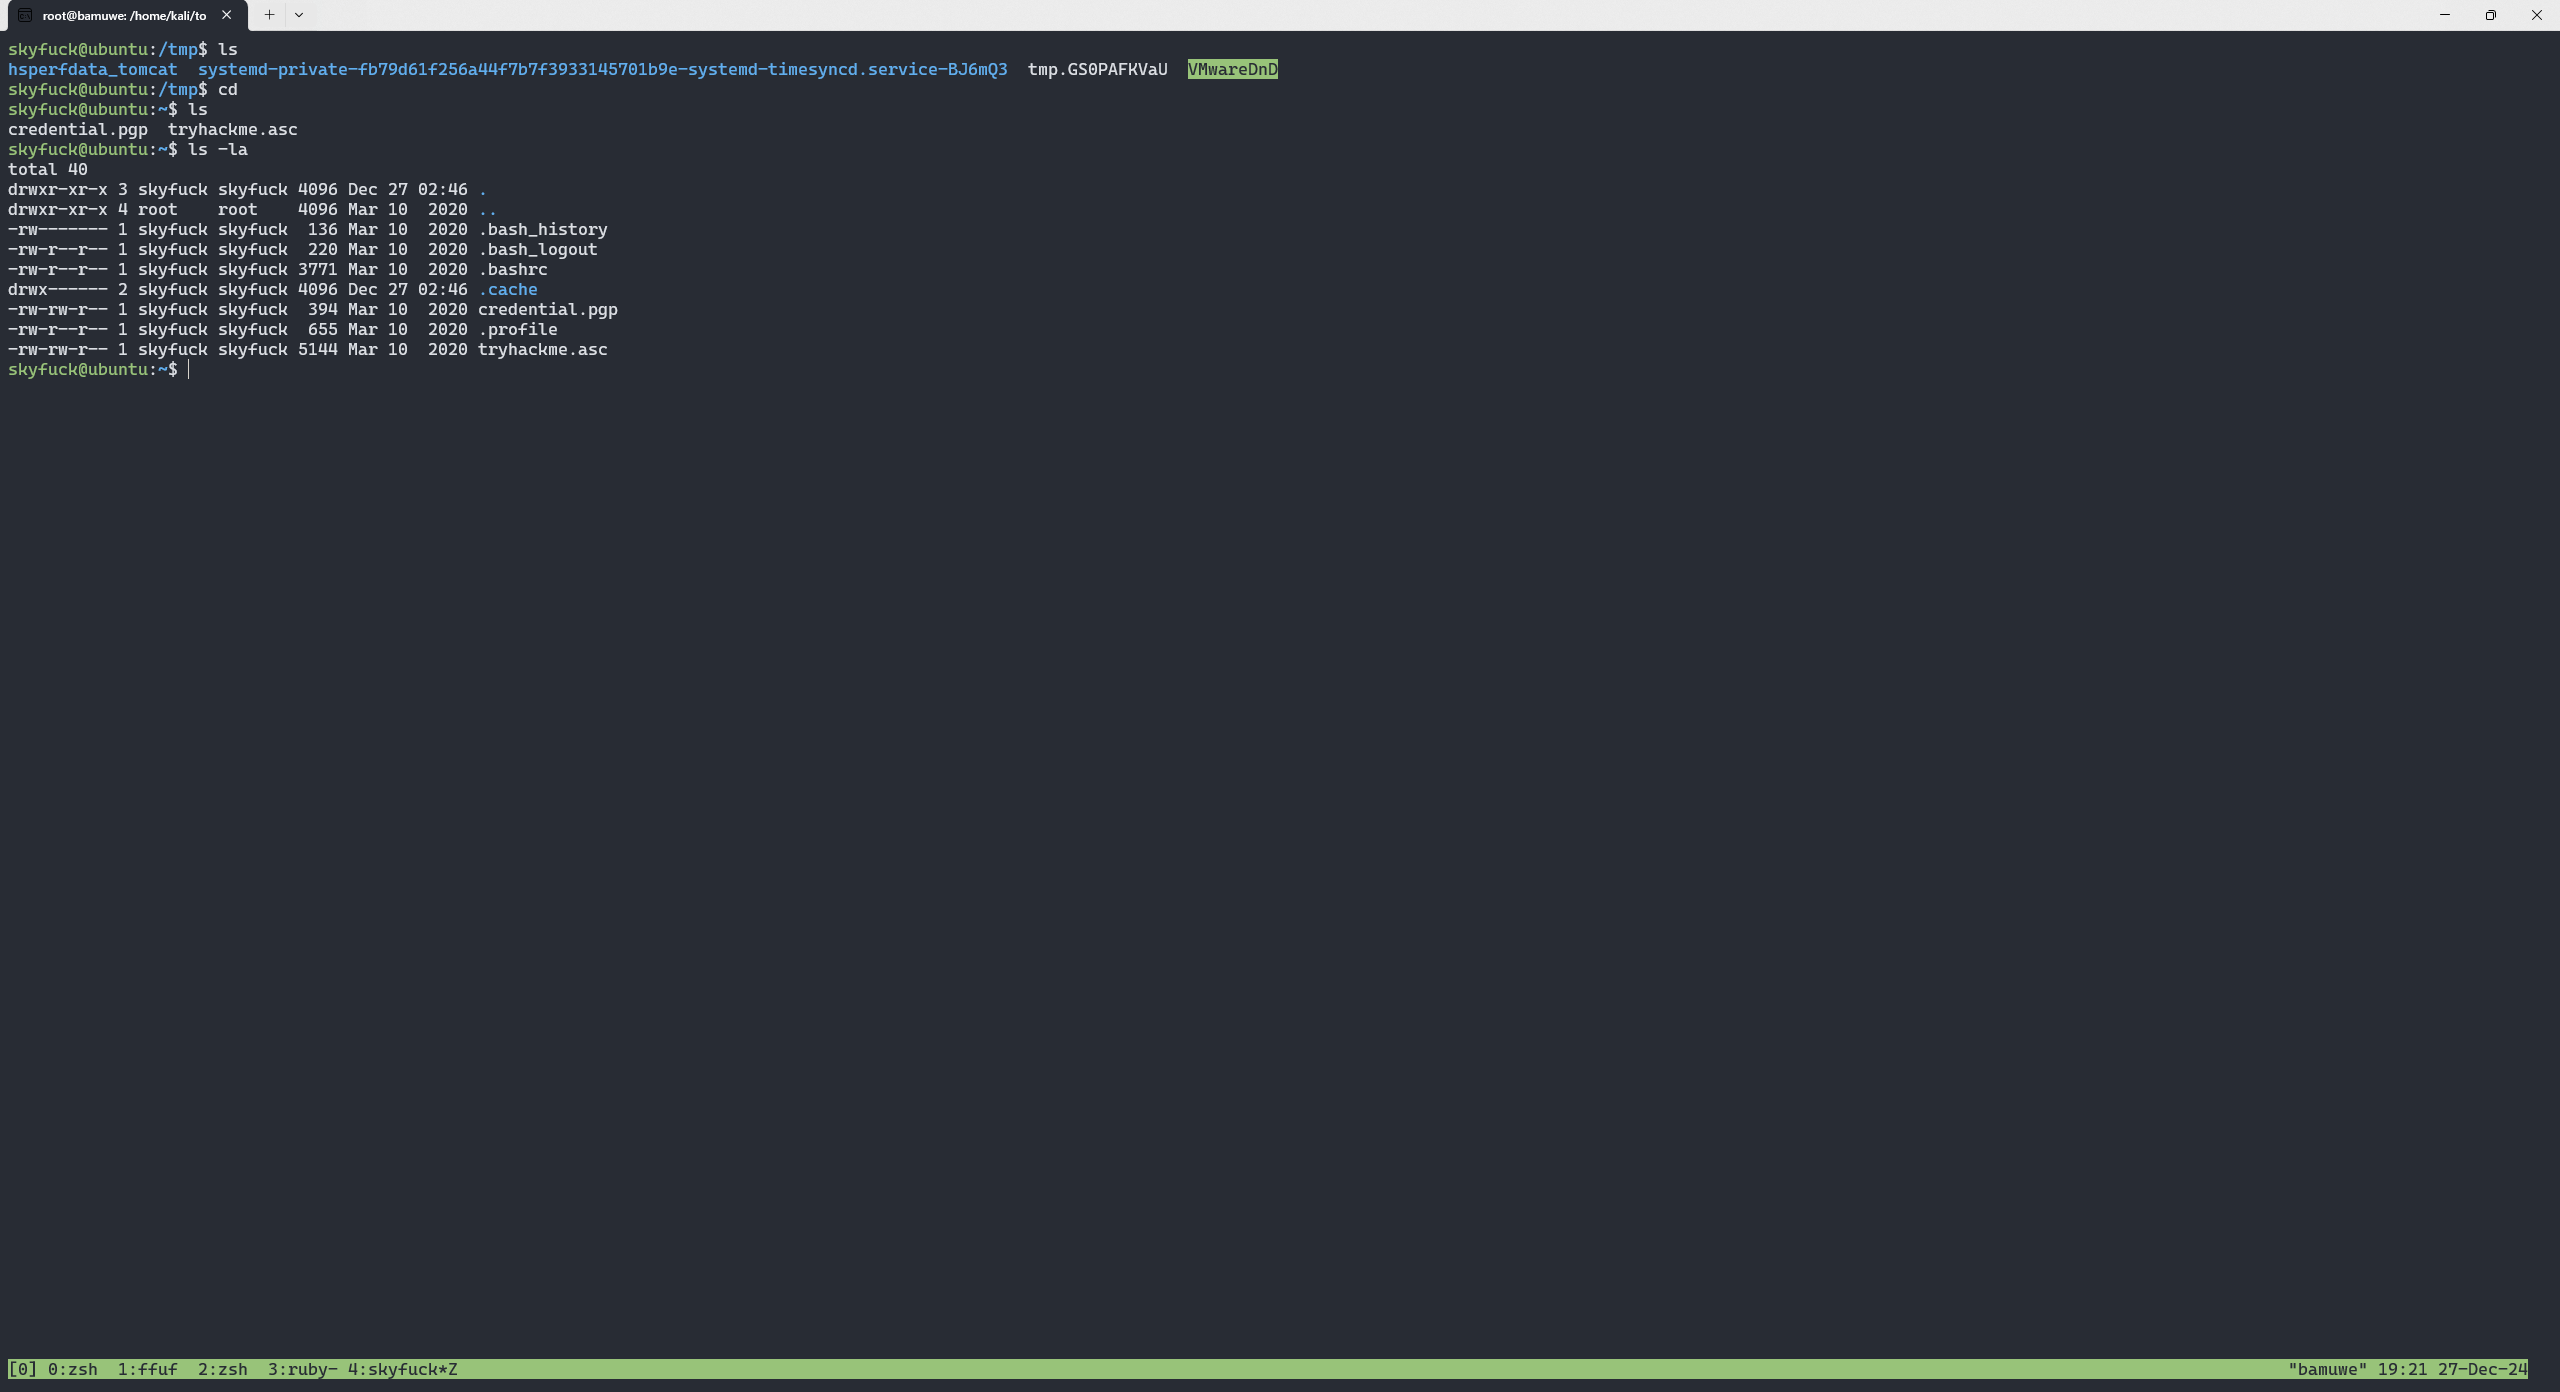 root@bamuwe: /home/kali/to
skyfuck@ubuntu:/tmp$ ls
hsperfdata_tomcat  systemd-private-fb79d61f256a44f7b7f3933145701b9e-systemd-timesyncd.service-BJ6mQ3  tmp.GS0PAFKVaU  VMwareDnD
skyfuck@ubuntu:/tmp$ cd
skyfuck@ubuntu:~$ ls
credential.pgp  tryhackme.asc
skyfuck@ubuntu:~$ ls -la
total 40
drwxr-xr-x 3 skyfuck skyfuck 4096 Dec 27 02:46 .
drwxr-xr-x 4 root    root    4096 Mar 10  2020 ..
-rw------- 1 skyfuck skyfuck  136 Mar 10  2020 .bash_history
-rw-r--r-- 1 skyfuck skyfuck  220 Mar 10  2020 .bash_logout
-rw-r--r-- 1 skyfuck skyfuck 3771 Mar 10  2020 .bashrc
drwx------ 2 skyfuck skyfuck 4096 Dec 27 02:46 .cache
-rw-rw-r-- 1 skyfuck skyfuck  394 Mar 10  2020 credential.pgp
-rw-r--r-- 1 skyfuck skyfuck  655 Mar 10  2020 .profile
-rw-rw-r-- 1 skyfuck skyfuck 5144 Mar 10  2020 tryhackme.asc
skyfuck@ubuntu:~$
[0] 0:zsh  1:ffuf  2:zsh  3:ruby- 4:skyfuck*Z  "bamuwe" 19:21 27-Dec-24